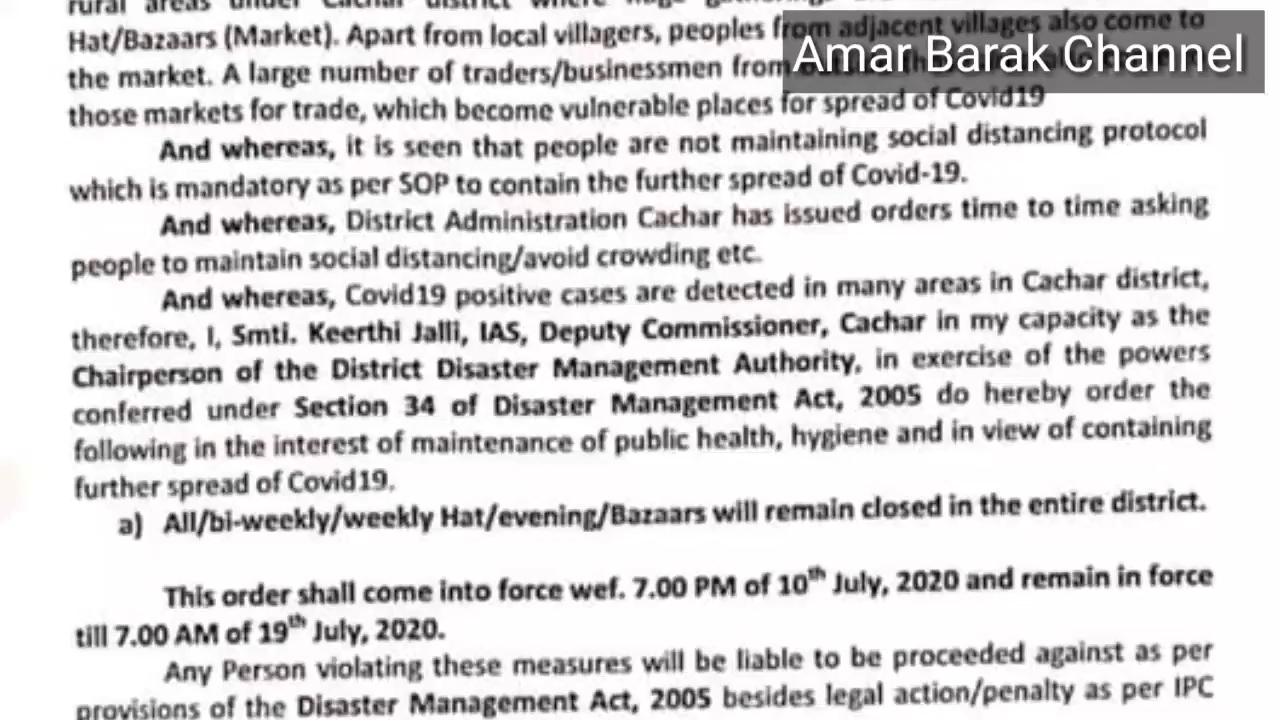 rural areas under Cachar district where huge
Hat/Bazaars (Market). Apart from local villagers, peoples from adjacent villages also come to
Amar Barak Channel
the market. A large number of traders/businessmen from
those markets for trade, which become vulnerable places for spread of Covid19
And whereas, it is seen that people are not maintaining social distancing protocol
which is mandatory as per SOP to contain the further spread of Covid-19.
And whereas, District Administration Cachar has issued orders time to time asking
people to maintain social distancing/avoid crowding etc.
And whereas, Covid19 positive cases are detected in many areas in Cachar district,
therefore, I, Smti. Keerthi Jalli, IAS, Deputy Commissioner, Cachar in my capacity as the
Chairperson of the District Disaster Management Authority, in exercise of the powers
conferred under Section 34 of Disaster Management Act, 2005 do hereby order the
following in the interest of maintenance of public health, hygiene and in view of containing
further spread of Covid19.
a) All/bi-weekly/weekly Hat/evening/Bazaars will remain closed in the entire district.
This order shall come into force wef. 7.00 PM of 10th July, 2020 and remain in force
till 7.00 AM of 19th July, 2020.
Any Person violating these measures will be liable to be proceeded against as per
provisions of the Disaster Management Act, 2005 besides legal action/penalty as per IPC